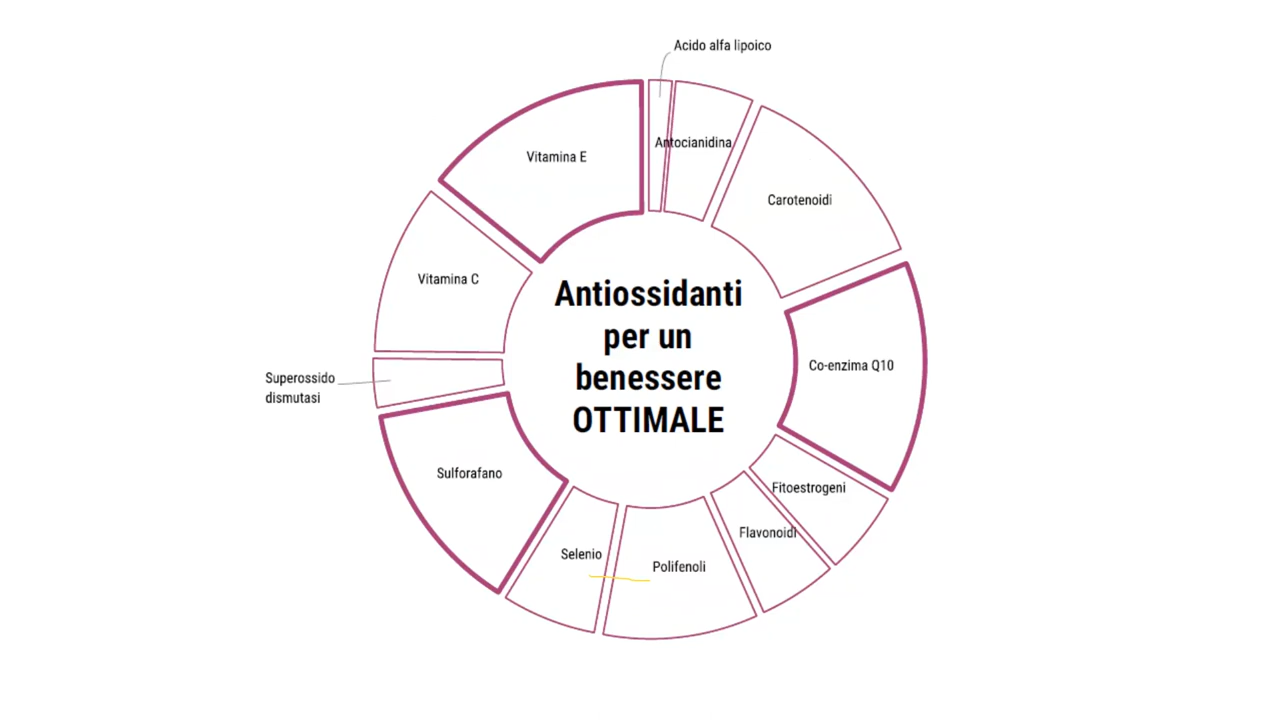 Acido alfa lipoico
Antocianidina
Vitamina E
Carotenoidi
Vitamina C
Antiossidanti
per un
benessere
OTTIMALE
Co-enzima Q10
Superossido
dismutasi
Sulforafano
Fitoestrogeni
Flavonoidi
Selenio
Polifenoli